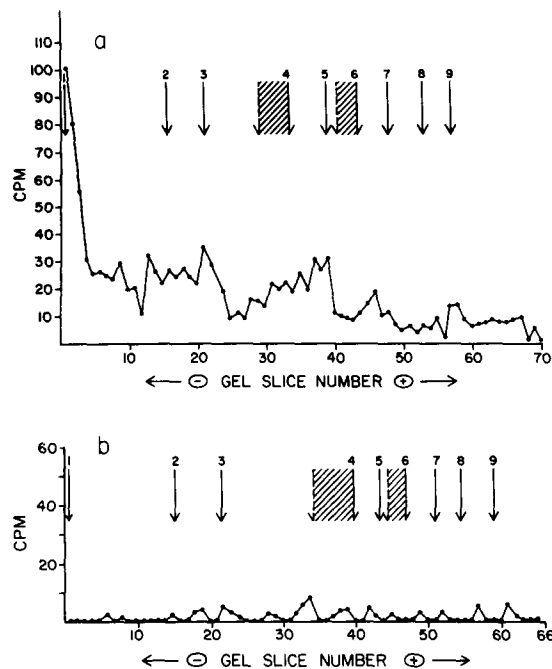 a
110
100
90
80
70
60
50
40
30
20
10
CPM
2 3 4 5 6 7 8 9
10 20 30 40 50 60 70
← ⊖ GEL SLICE NUMBER ⊕ →
b
60
40
20
CPM
1 2 3 4 5 6 7 8 9
10 20 30 40 50 60 66
← ⊖ GEL SLICE NUMBER ⊕ →